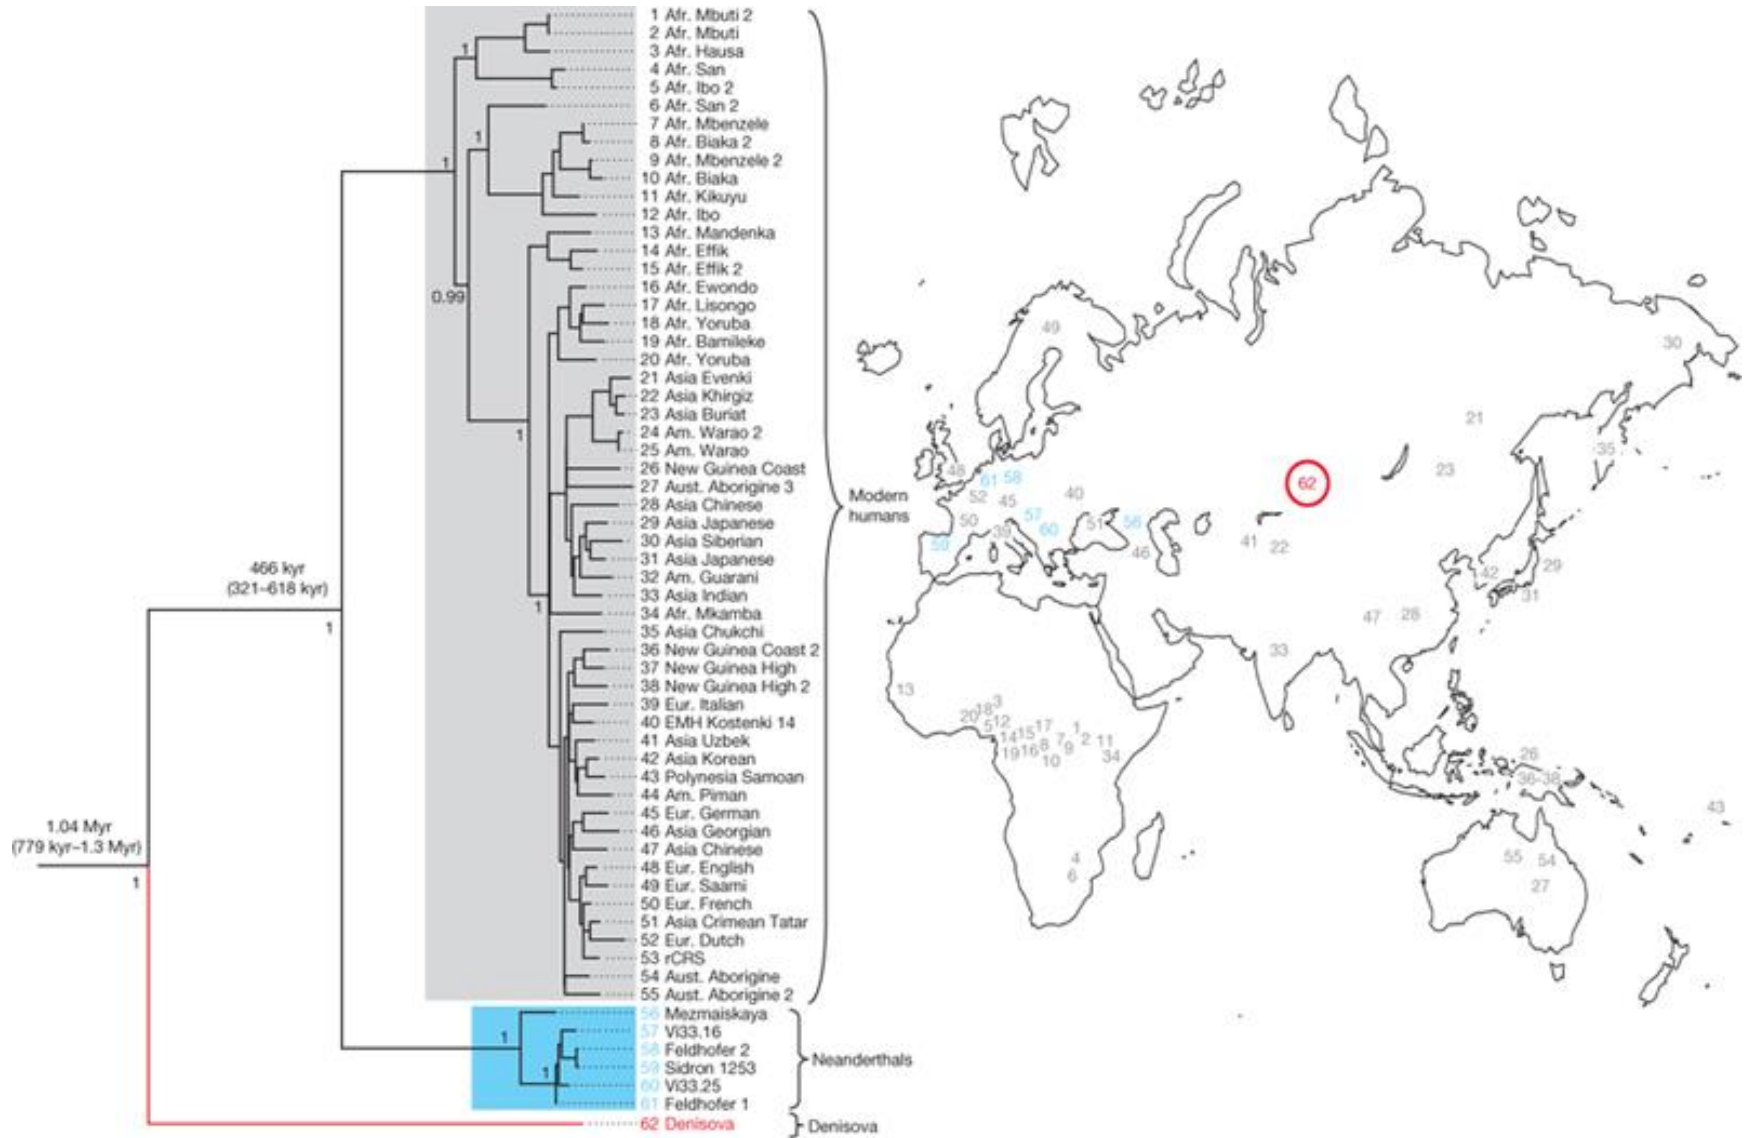 1 Afr. Mbuti 2
2 Afr. Mbuti
3 Afr. Hausa
4 Afr. San
5 Afr. Ibo 2
6 Afr. San 2
7 Afr. Mbenzele
8 Afr. Biaka 2
9 Afr. Mbenzele 2
10 Afr. Biaka
11 Afr. Kikuyu
12 Afr. Ibo
13 Afr. Mandenka
14 Afr. Effik
15 Afr. Effik 2
16 Afr. Ewondo
17 Afr. Lisongo
18 Afr. Yoruba
19 Afr. Bamileke
20 Afr. Yoruba
21 Asia Evenki
22 Asia Khirgiz
23 Asia Buriat
24 Am. Warao 2
25 Am. Warao
26 New Guinea Coast
27 Aust. Aborigine 3
28 Asia Chinese
29 Asia Japanese
30 Asia Siberian
31 Asia Japanese
32 Am. Guarani
33 Asia Indian
34 Afr. Mkamba
35 Asia Chukchi
36 New Guinea Coast 2
37 New Guinea High
38 New Guinea High 2
39 Eur. Italian
40 EMH Kostenki 14
41 Asia Uzbek
42 Asia Korean
43 Polynesia Samoan
44 Am. Piman
45 Eur. German
46 Asia Georgian
47 Asia Chinese
48 Eur. English
49 Eur. Saami
50 Eur. French
51 Asia Crimean Tatar
52 Eur. Dutch
53 rCRS
54 Aust. Aborigine
55 Aust. Aborigine 2
56 Mezmaiskaya
57 Vi33.16
58 Feldhofer 2
59 Sidron 1253
60 Vi33.25
61 Feldhofer 1
62 Denisova
Modern
humans
Neanderthals
Denisova
1
1
1
0.99
1
1
466 kyr
(321–618 kyr)
1
1.04 Myr
(779 kyr–1.3 Myr)
1
1
1
49
30
21
35
48
61
58
23
62
52
45
40
50
57
51
56
39
60
59
46
41
22
42
29
31
47
28
33
13
3
18
20
5
12
14
15
17
1
7
2
11
19
16
8
9
10
34
26
36-38
43
4
6
55
54
27